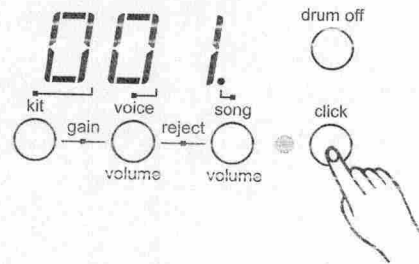 drum off
001.
kit voice song click
gain reject
volume volume